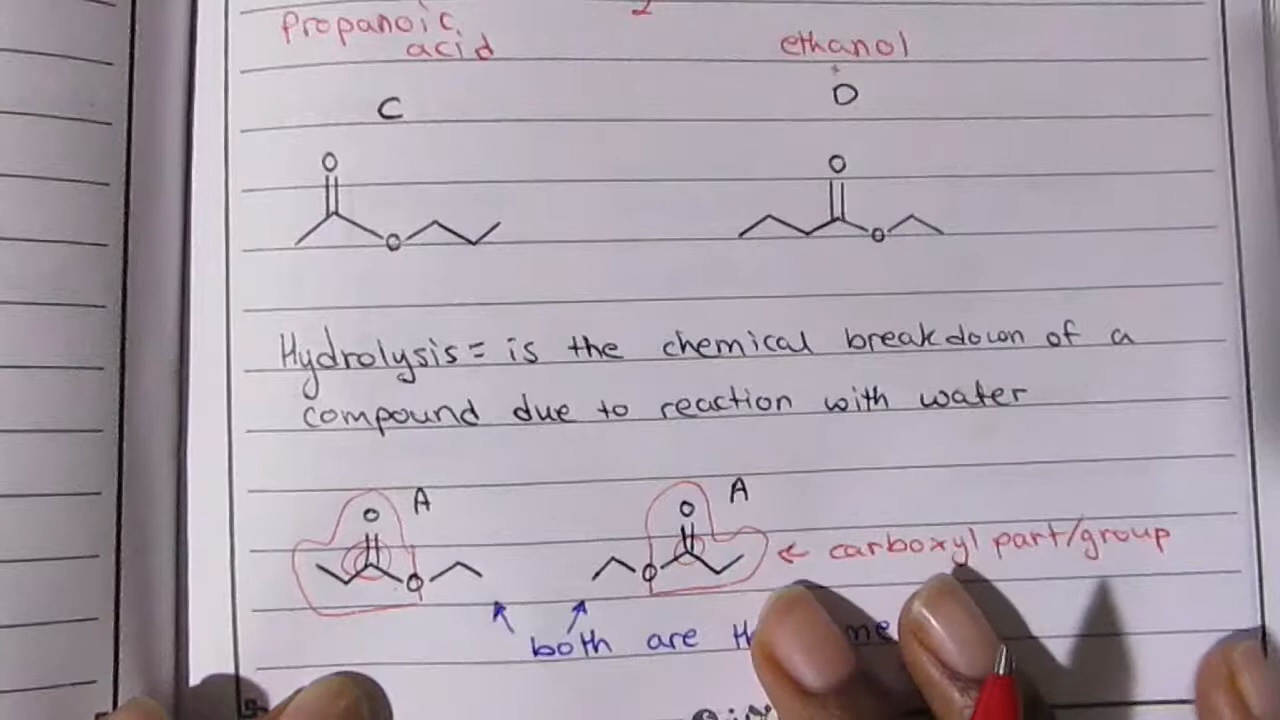 Propanoic ethanol
acid
C D
O O
O O
Hydrolysis = is the chemical breakdown of a
compound due to reaction with water
A A
O O
← carboxyl part/group
O O
both are